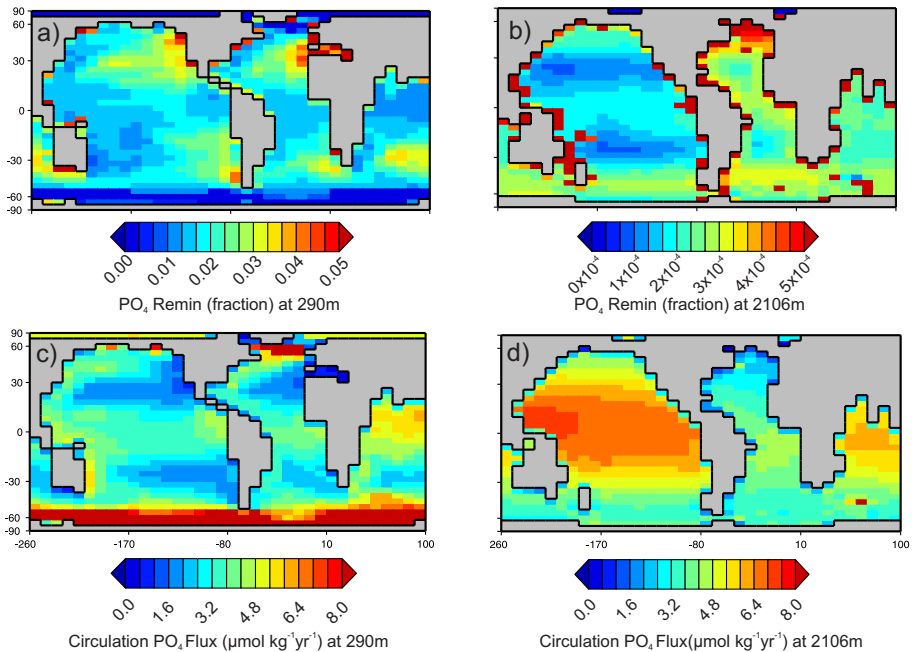 a)
90
60
30
0
-30
-60
-90
b)
0.00 0.01 0.02 0.03 0.04 0.05
PO₄ Remin (fraction) at 290m
0x10⁻⁴ 1x10⁻⁴ 2x10⁻⁴ 3x10⁻⁴ 4x10⁻⁴ 5x10⁻⁴
PO₄ Remin (fraction) at 2106m
c)
90
60
30
0
-30
-60
-90
-260 -170 -80 10 100
d)
-260 -170 -80 10 100
0.0 1.6 3.2 4.8 6.4 8.0
Circulation PO₄ Flux (µmol kg⁻¹yr⁻¹) at 290m
0.0 1.6 3.2 4.8 6.4 8.0
Circulation PO₄ Flux(µmol kg⁻¹yr⁻¹) at 2106m